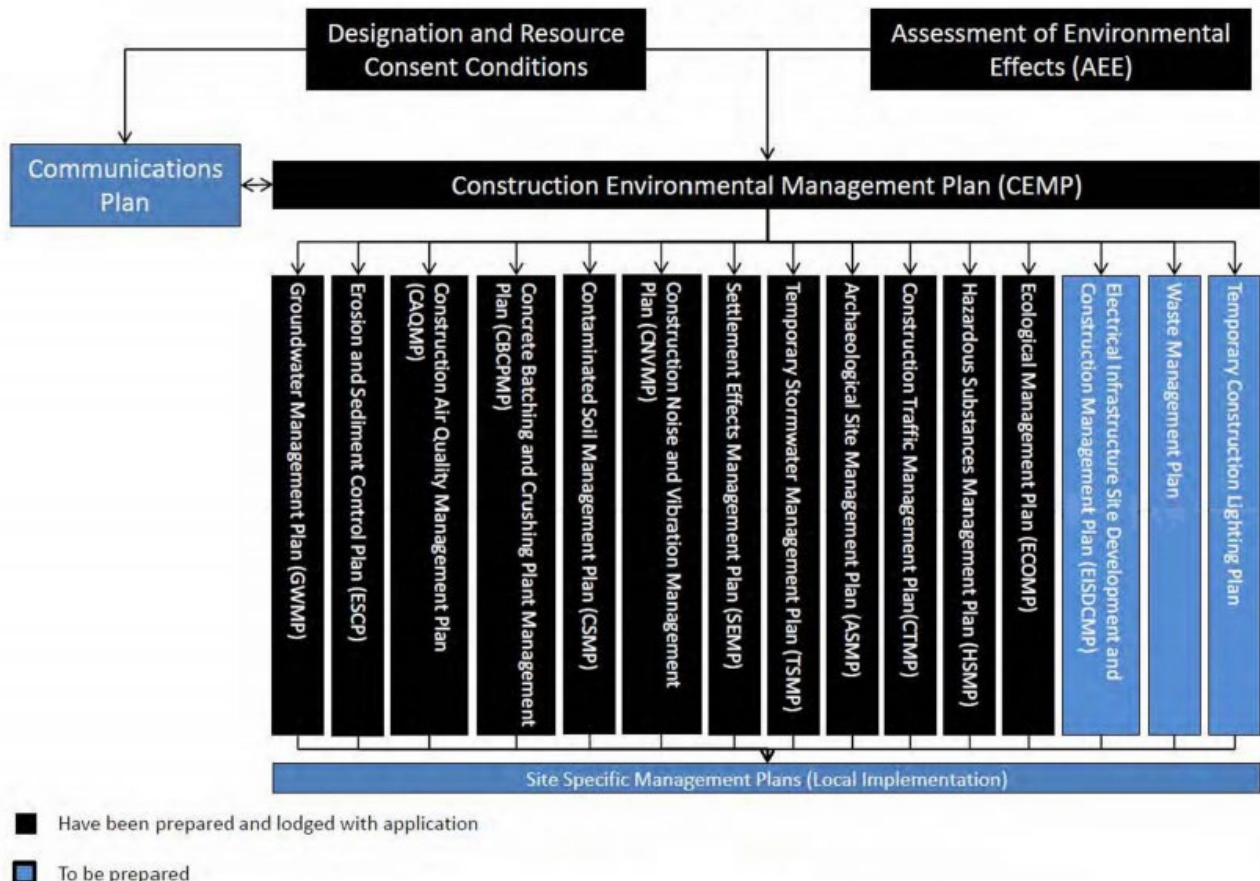 Designation and Resource
Consent Conditions
Assessment of Environmental
Effects (AEE)
Communications
Plan
Construction Environmental Management Plan (CEMP)
Groundwater Management Plan (GWMP)
Erosion and Sediment Control Plan (ESCP)
Construction Air Quality Management Plan
(CAQMP)
Concrete Batching and Crushing Plant Management
Plan (CBCPMP)
Contaminated Soil Management Plan (CSMP)
Construction Noise and Vibration Management
Plan (CNVMP)
Settlement Effects Management Plan (SEMP)
Temporary Stormwater Management Plan (TSMP)
Archaeological Site Management Plan (ASMP)
Construction Traffic Management Plan(CTMP)
Hazardous Substances Management Plan (HSMP)
Ecological Management Plan (ECOMP)
Electrical Infrastructure Site Development and
Construction Management Plan (EISDCMP)
Waste Management Plan
Temporary Construction Lighting Plan
Site Specific Management Plans (Local Implementation)
Have been prepared and lodged with application
To be prepared